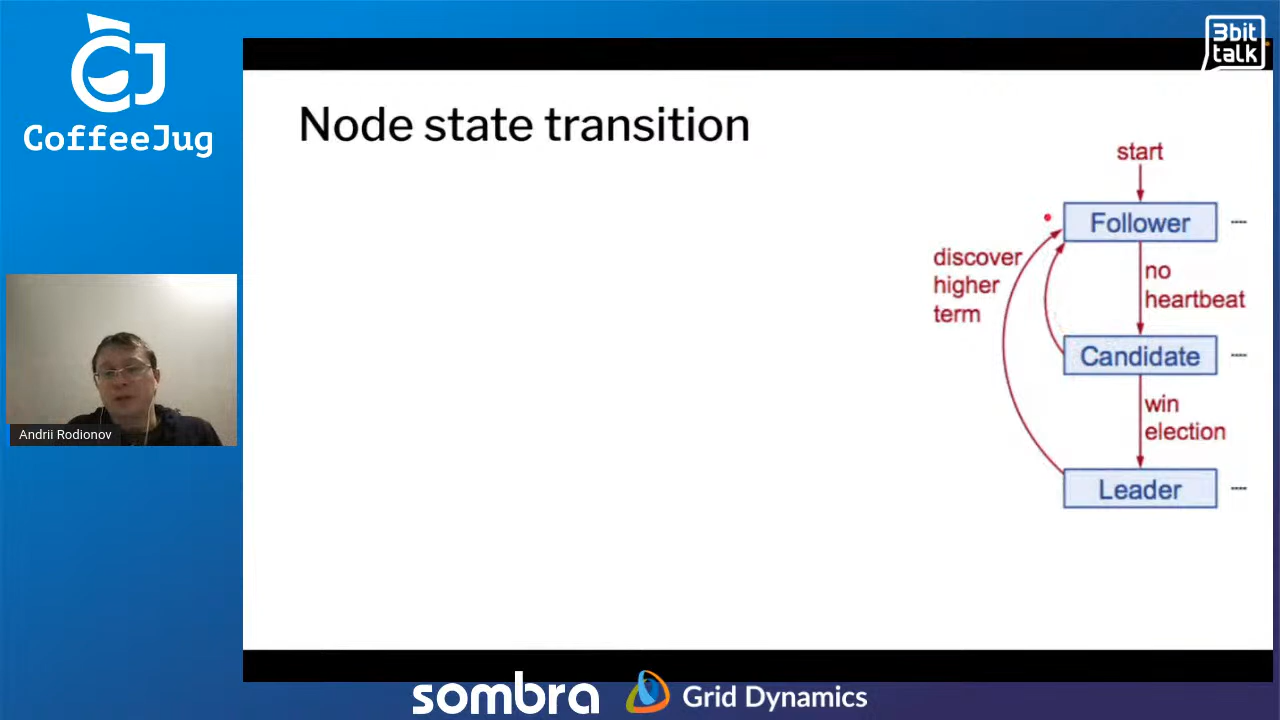 CJ
CoffeeJug
3bit
talk
Node state transition
start
Follower
discover
higher
term
no
heartbeat
Candidate
win
election
Leader
Andrii Rodionov
sombra
Grid Dynamics